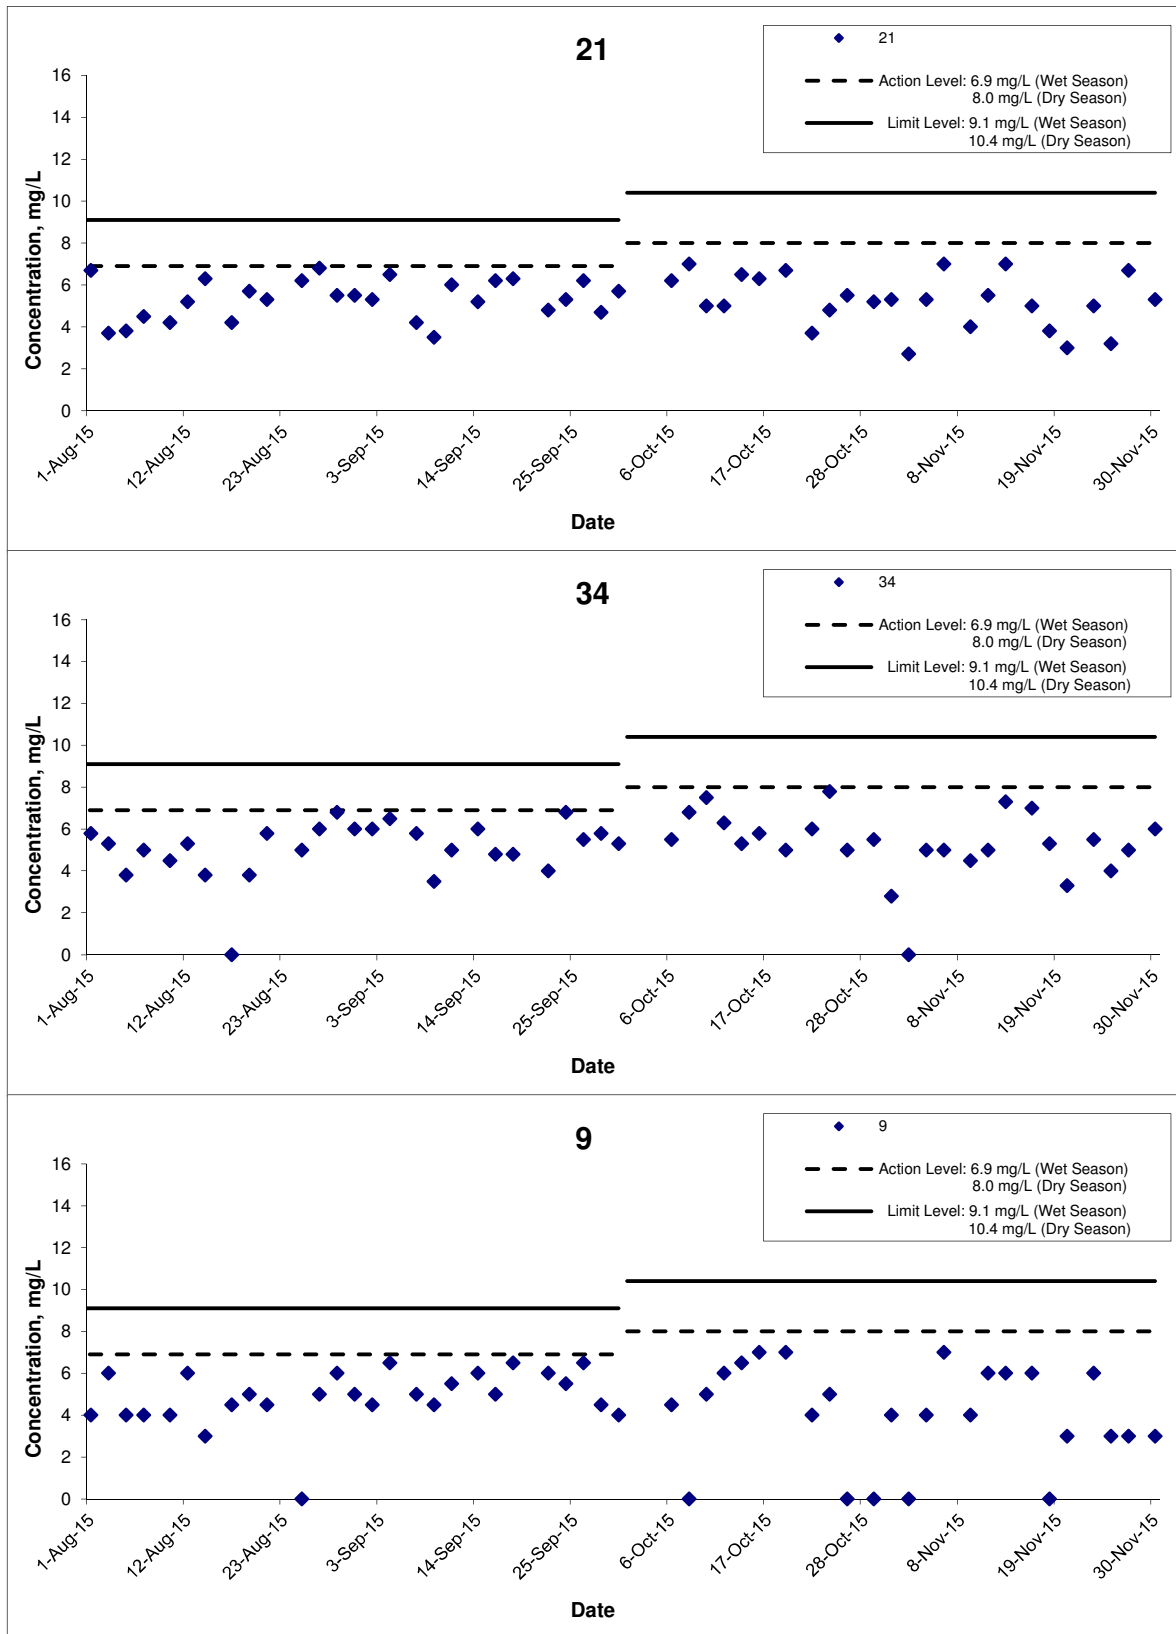 21
21
Action Level: 6.9 mg/L (Wet Season)
8.0 mg/L (Dry Season)
Limit Level: 9.1 mg/L (Wet Season)
10.4 mg/L (Dry Season)
Concentration, mg/L
16
14
12
10
8
6
4
2
0
1-Aug-15
12-Aug-15
23-Aug-15
3-Sep-15
14-Sep-15
25-Sep-15
6-Oct-15
17-Oct-15
28-Oct-15
8-Nov-15
19-Nov-15
30-Nov-15
Date
34
34
Action Level: 6.9 mg/L (Wet Season)
8.0 mg/L (Dry Season)
Limit Level: 9.1 mg/L (Wet Season)
10.4 mg/L (Dry Season)
Concentration, mg/L
16
14
12
10
8
6
4
2
0
1-Aug-15
12-Aug-15
23-Aug-15
3-Sep-15
14-Sep-15
25-Sep-15
6-Oct-15
17-Oct-15
28-Oct-15
8-Nov-15
19-Nov-15
30-Nov-15
Date
9
9
Action Level: 6.9 mg/L (Wet Season)
8.0 mg/L (Dry Season)
Limit Level: 9.1 mg/L (Wet Season)
10.4 mg/L (Dry Season)
Concentration, mg/L
16
14
12
10
8
6
4
2
0
1-Aug-15
12-Aug-15
23-Aug-15
3-Sep-15
14-Sep-15
25-Sep-15
6-Oct-15
17-Oct-15
28-Oct-15
8-Nov-15
19-Nov-15
30-Nov-15
Date